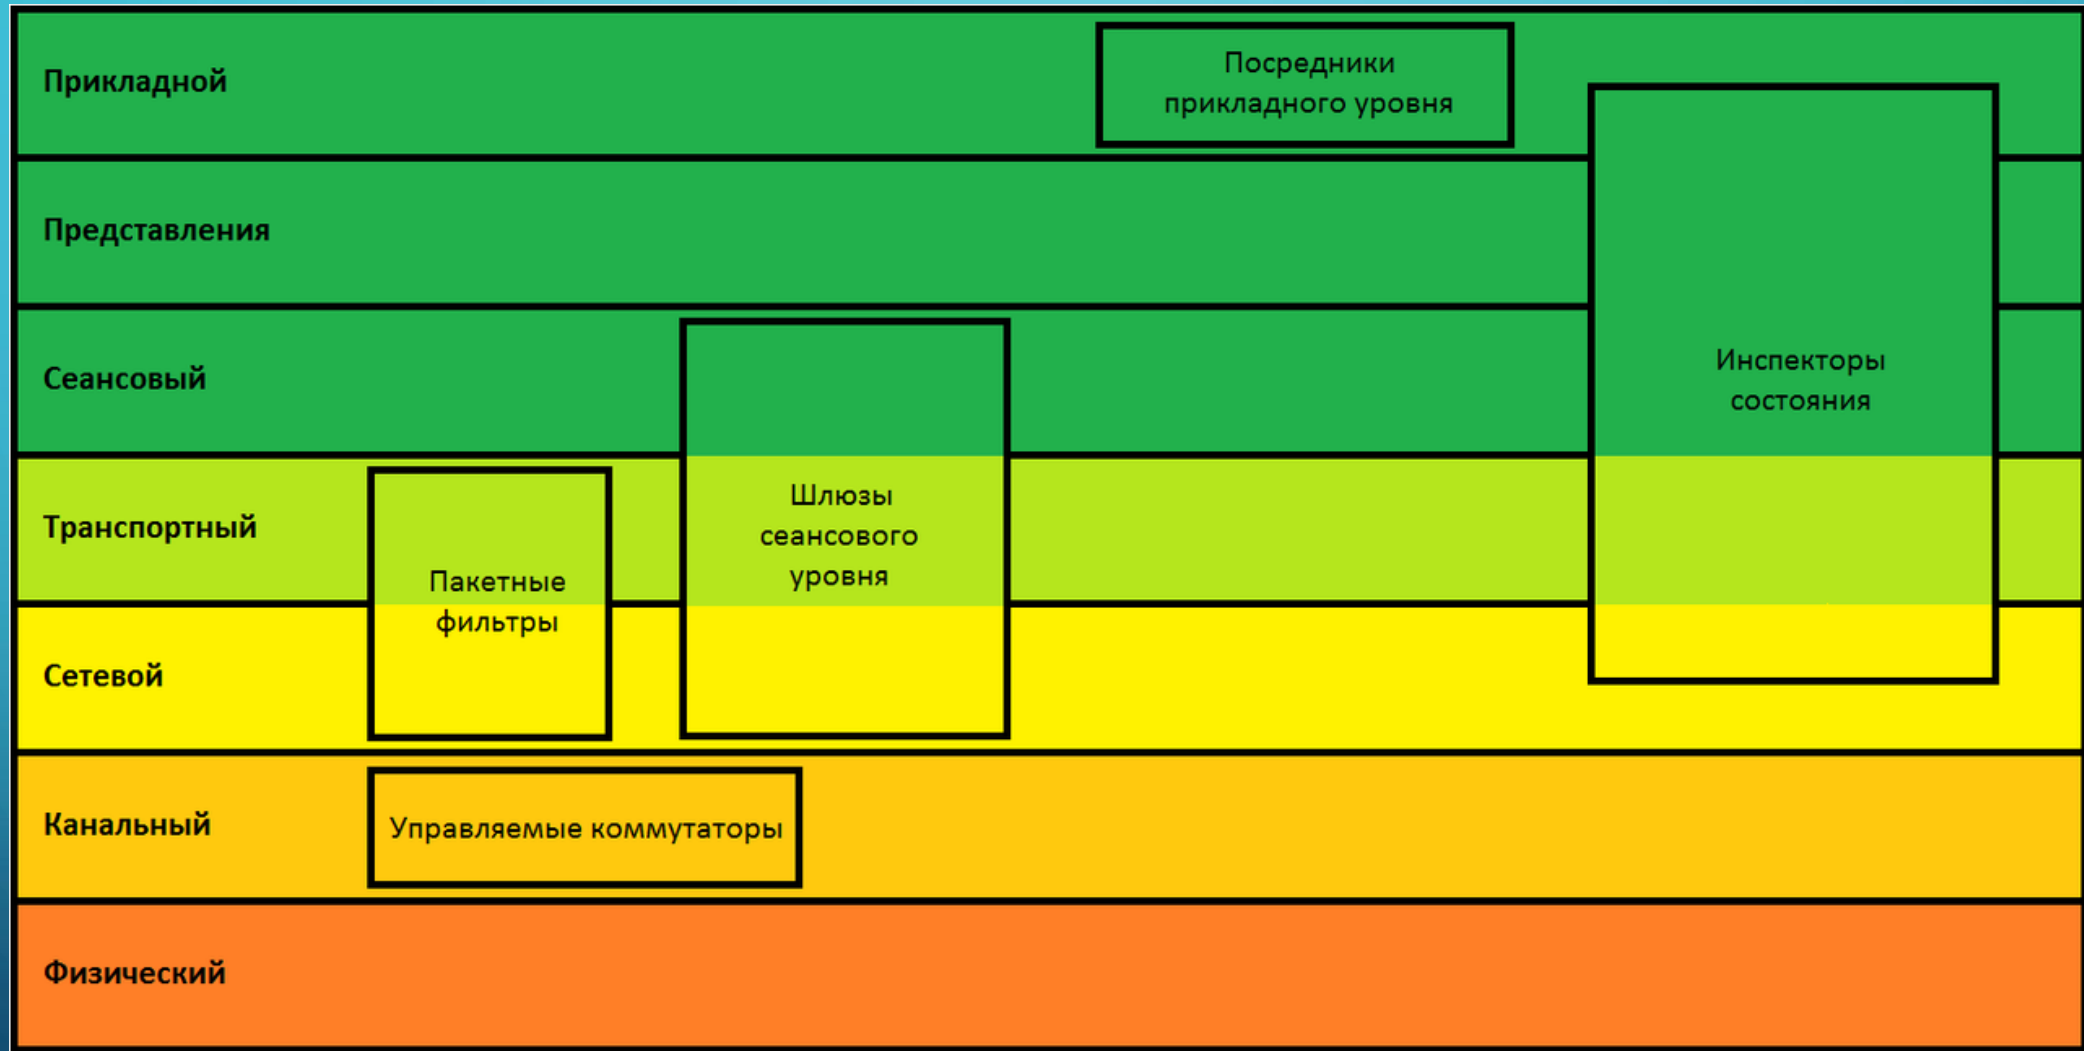 Прикладной
Посредники
прикладного уровня
Представления
Сеансовый
Инспекторы
состояния
Транспортный
Шлюзы
сеансового
уровня
Пакетные
фильтры
Сетевой
Канальный
Управляемые коммутаторы
Физический